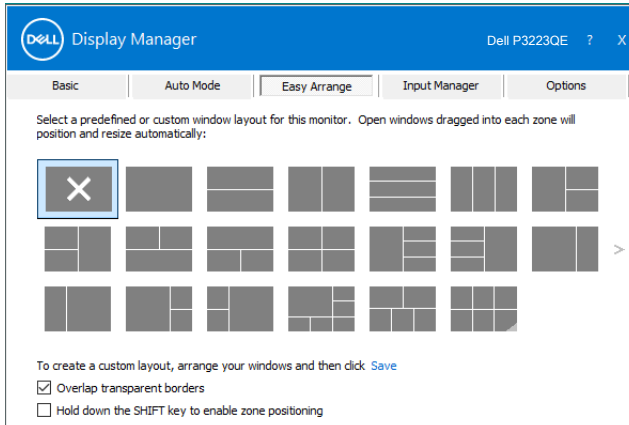 DELL Display Manager Dell P3223QE ? X
Basic Auto Mode Easy Arrange Input Manager Options
Select a predefined or custom window layout for this monitor. Open windows dragged into each zone will
position and resize automatically:
>
To create a custom layout, arrange your windows and then click Save
Overlap transparent borders
Hold down the SHIFT key to enable zone positioning